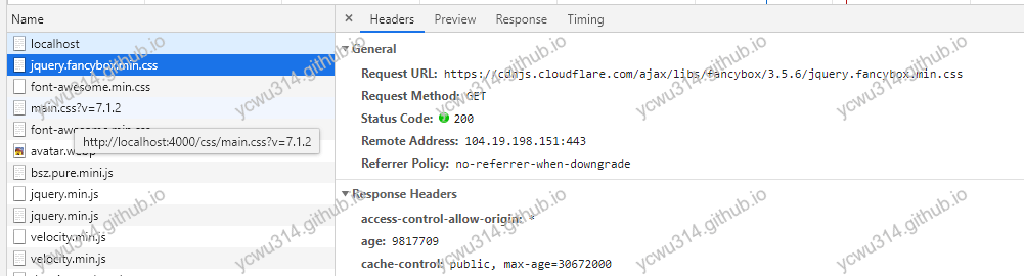 Name
localhost
jquery.fancybox.min.css
font-awesome.min.css
main.css?v=7.1.2
font-awesome.min.css
http://localhost:4000/css/main.css?v=7.1.2
avatar.webp
bsz.pure.mini.js
jquery.min.js
jquery.min.js
velocity.min.js
velocity.min.js
× Headers Preview Response Timing
General
Request URL: https://cdnjs.cloudflare.com/ajax/libs/fancybox/3.5.6/jquery.fancybox.min.css
Request Method: GET
Status Code: 200
Remote Address: 104.19.198.151:443
Referrer Policy: no-referrer-when-downgrade
Response Headers
access-control-allow-origin: *
age: 9817709
cache-control: public, max-age=30672000
ycwu314.github.io
ycwu314.github.io
ycwu314.github.io
ycwu314.github.io
ycwu314.github.io
ycwu314.github.io
ycwu314.github.io
ycwu314.github.io
ycwu314.github.io
ycwu314.github.io